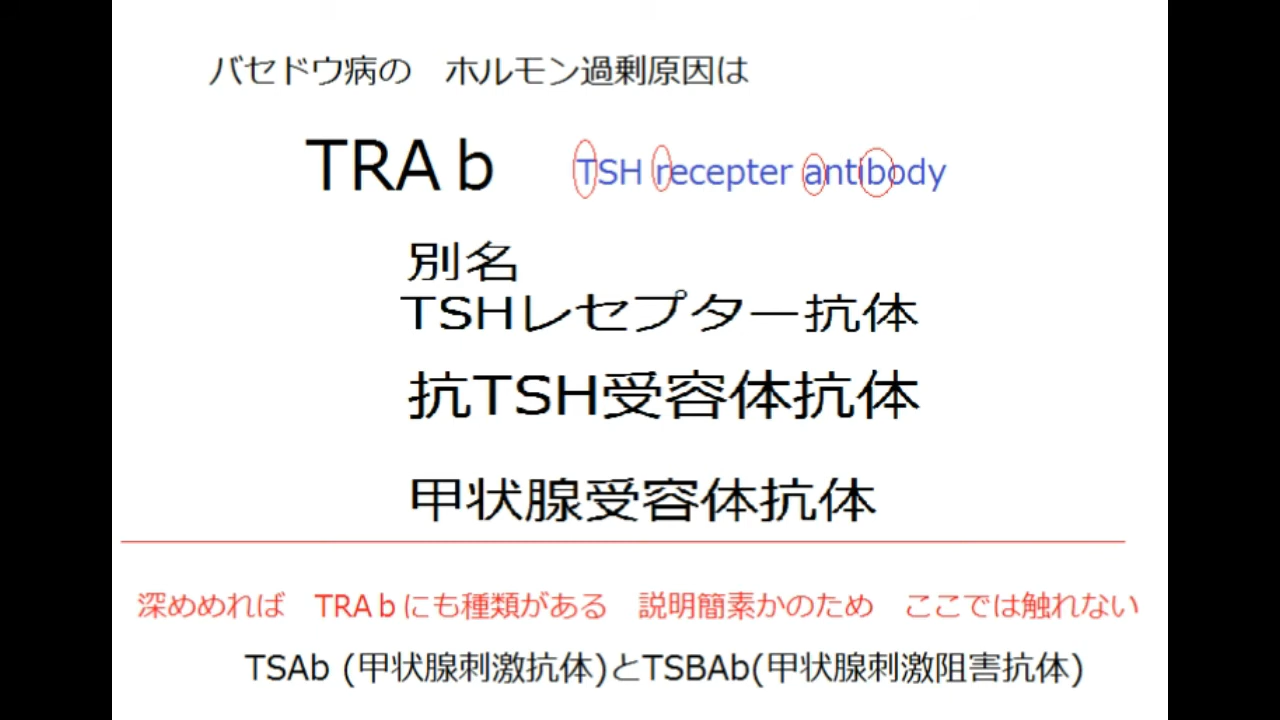 バセドウ病の　ホルモン過剰原因は
TRAｂ　TSH recepter antibody
別名
TSHレセプター抗体
抗TSH受容体抗体
甲状腺受容体抗体
深めめれば　TRAｂにも種類がある　説明簡素かのため　ここでは触れない
TSAb (甲状腺刺激抗体)とTSBAb(甲状腺刺激阻害抗体)